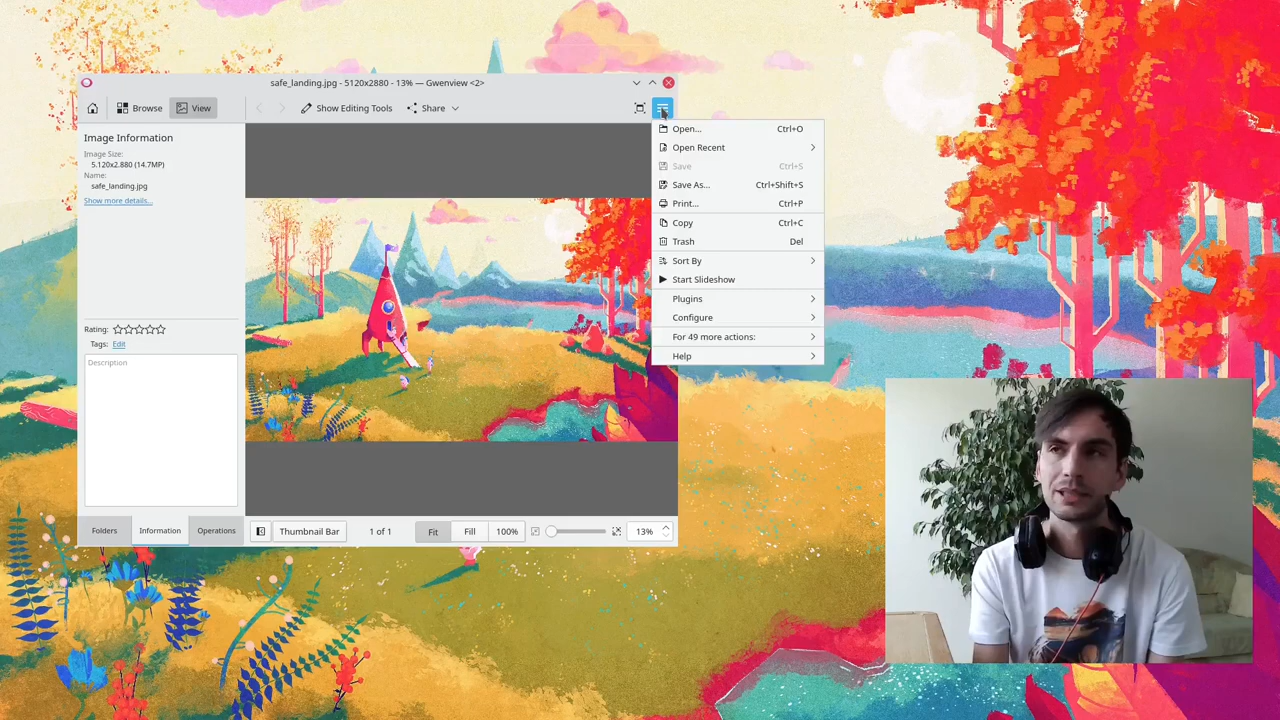 safe_landing.jpg - 5120x2880 - 13% — Gwenview <2>
Browse View Show Editing Tools Share
Image Information
Image Size:
5.120x2.880 (14.7MP)
Name:
safe_landing.jpg
Show more details...
Rating:
Tags: Edit
Description
Folders Information Operations
Thumbnail Bar 1 of 1 Fit Fill 100% 13%
Open... Ctrl+O
Open Recent
Save Ctrl+S
Save As... Ctrl+Shift+S
Print... Ctrl+P
Copy Ctrl+C
Trash Del
Sort By
Start Slideshow
Plugins
Configure
For 49 more actions:
Help